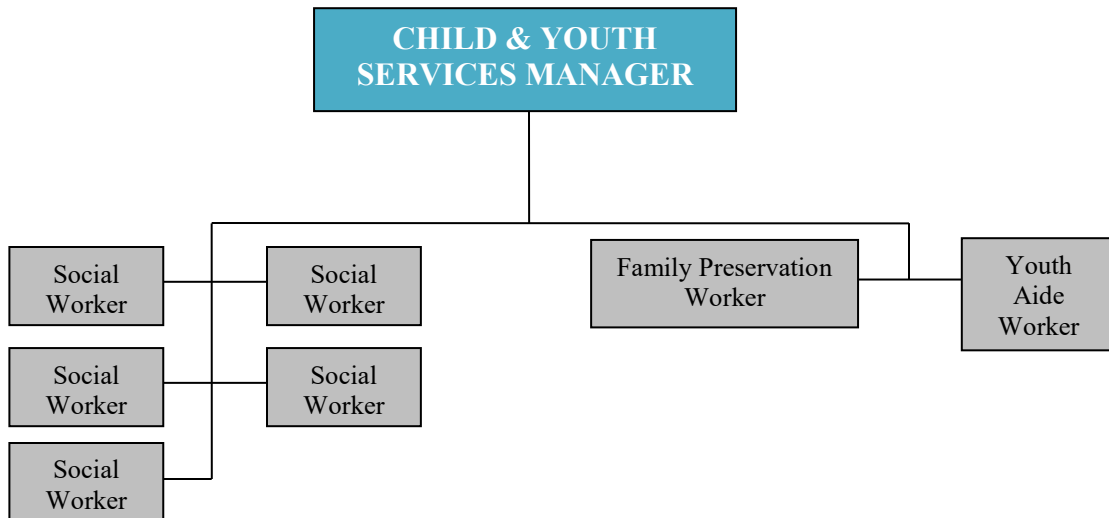 CHILD & YOUTH
SERVICES MANAGER
Social
Worker
Social
Worker
Family Preservation
Worker
Youth
Aide
Worker
Social
Worker
Social
Worker
Social
Worker